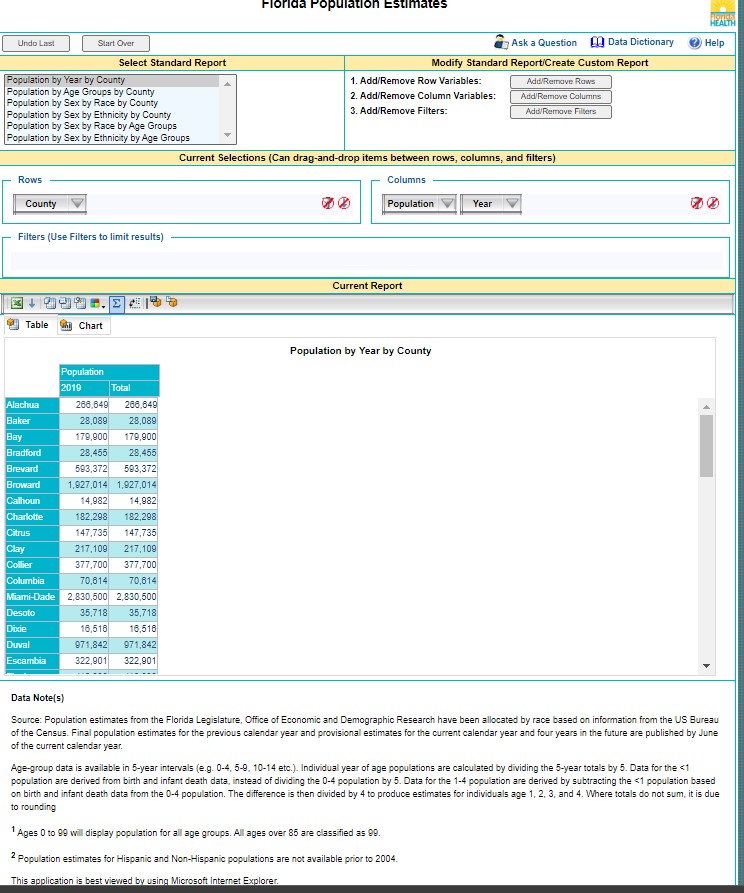 Florida Population Estimates
Florida
HEALTH
Undo Last Start Over Ask a Question Data Dictionary Help
Select Standard Report Modify Standard Report/Create Custom Report
Population by Year by County
Population by Age Groups by County
Population by Sex by Race by County
Population by Sex by Ethnicity by County
Population by Sex by Race by Age Groups
Population by Sex by Ethnicity by Age Groups
1. Add/Remove Row Variables: Add/Remove Rows
2. Add/Remove Column Variables: Add/Remove Columns
3. Add/Remove Filters: Add/Remove Filters
Current Selections (Can drag-and-drop items between rows, columns, and filters)
Rows Columns
County Population Year
Filters (Use Filters to limit results)
Current Report
Table Chart
Population by Year by County
Population
2019 Total
Alachua 266,649 266,649
Baker 28,089 28,089
Bay 179,900 179,900
Bradford 28,455 28,455
Brevard 593,372 593,372
Broward 1,927,014 1,927,014
Calhoun 14,982 14,982
Charlotte 182,298 182,298
Citrus 147,735 147,735
Clay 217,109 217,109
Collier 377,700 377,700
Columbia 70,614 70,614
Miami-Dade 2,830,500 2,830,500
Desoto 35,718 35,718
Dixie 16,516 16,516
Duval 971,842 971,842
Escambia 322,901 322,901
Data Note(s)
Source: Population estimates from the Florida Legislature, Office of Economic and Demographic Research have been allocated by race based on information from the US Bureau
of the Census. Final population estimates for the previous calendar year and provisional estimates for the current calendar year and four years in the future are published by June
of the current calendar year.
Age-group data is available in 5-year intervals (e.g. 0-4, 5-9, 10-14 etc.). Individual year of age populations are calculated by dividing the 5-year totals by 5. Data for the <1
population are derived from birth and infant death data, instead of dividing the 0-4 population by 5. Data for the 1-4 population are derived by subtracting the <1 population based
on birth and infant death data from the 0-4 population. The difference is then divided by 4 to produce estimates for individuals age 1, 2, 3, and 4. Where totals do not sum, it is due
to rounding
1 Ages 0 to 99 will display population for all age groups. All ages over 85 are classified as 99.
2 Population estimates for Hispanic and Non-Hispanic populations are not available prior to 2004.
This application is best viewed by using Microsoft Internet Explorer.